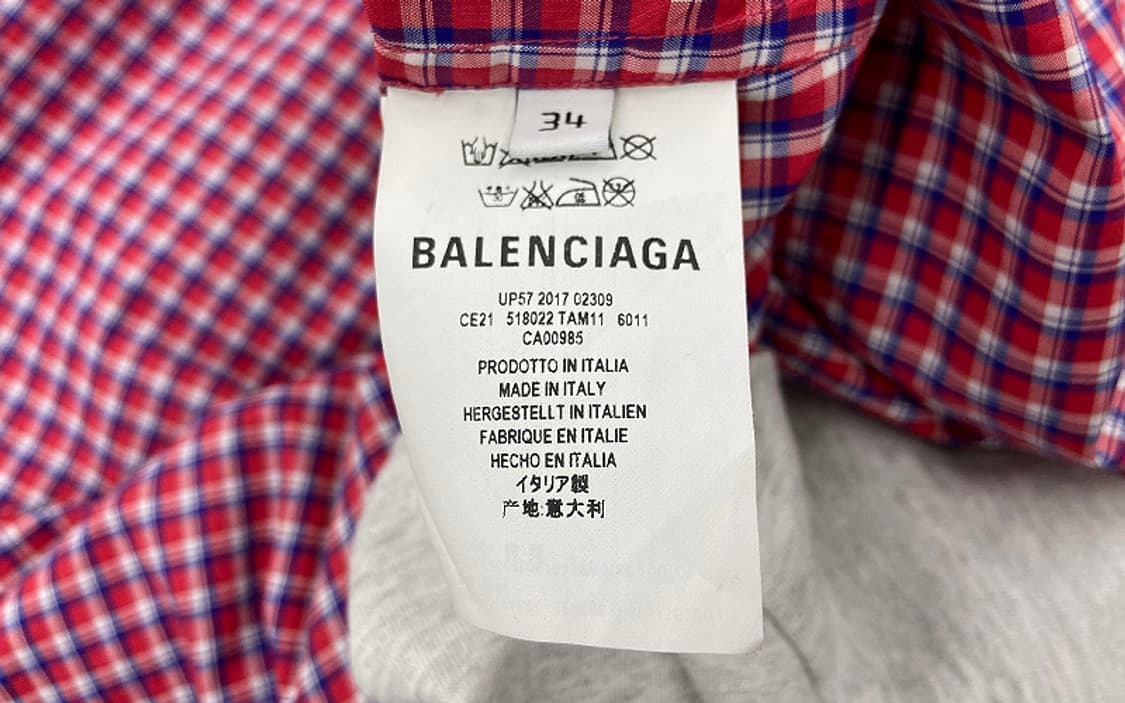 34
BALENCIAGA
UP57 2017 02309
CE21 518022 TAM11 6011
CA00985
PRODOTTO IN ITALIA
MADE IN ITALY
HERGESTELLT IN ITALIEN
FABRIQUE EN ITALIE
HECHO EN ITALIA
イタリア製
产地:意大利